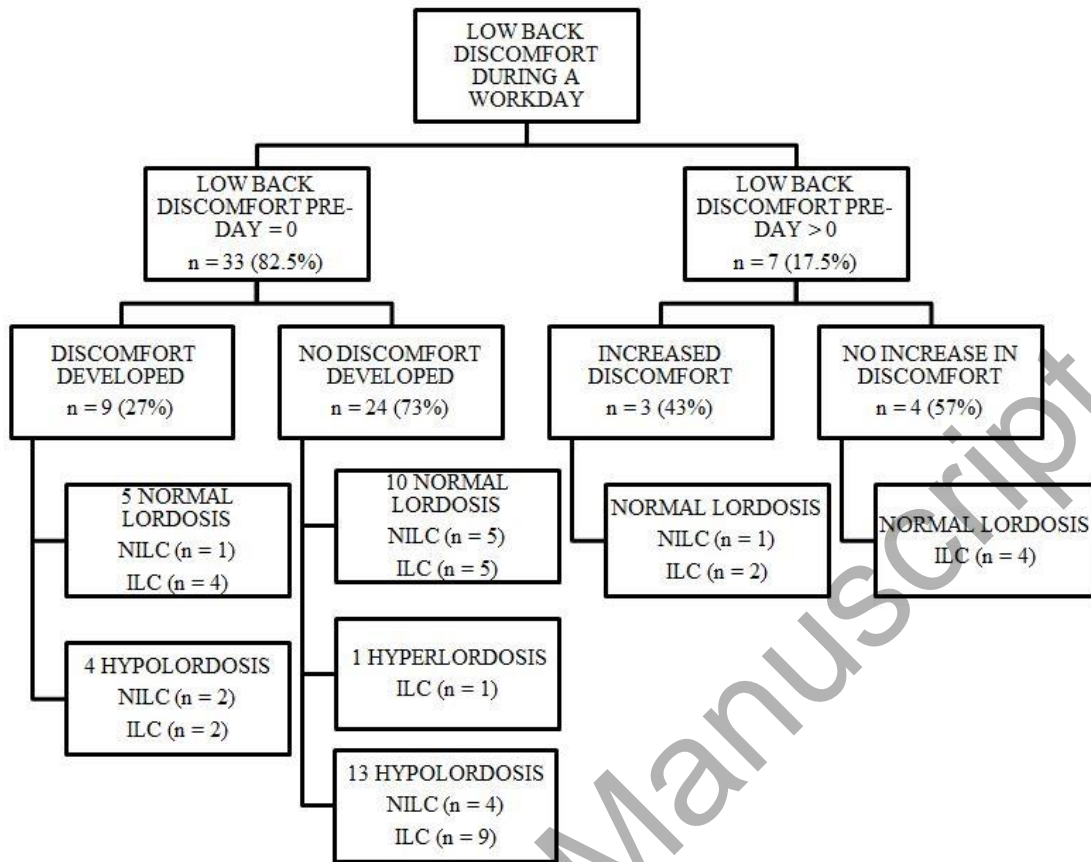 LOW BACK
DISCOMFORT
DURING A
WORKDAY
LOW BACK
DISCOMFORT PRE-
DAY = 0
n = 33 (82.5%)
LOW BACK
DISCOMFORT PRE-
DAY > 0
n = 7 (17.5%)
DISCOMFORT
DEVELOPED
n = 9 (27%)
NO DISCOMFORT
DEVELOPED
n = 24 (73%)
INCREASED
DISCOMFORT
n = 3 (43%)
NO INCREASE IN
DISCOMFORT
n = 4 (57%)
5 NORMAL
LORDOSIS
NILC (n = 1)
ILC (n = 4)
10 NORMAL
LORDOSIS
NILC (n = 5)
ILC (n = 5)
NORMAL LORDOSIS
NILC (n = 1)
ILC (n = 2)
NORMAL LORDOSIS
ILC (n = 4)
4 HYPOLORDOSIS
NILC (n = 2)
ILC (n = 2)
1 HYPERLORDOSIS
ILC (n = 1)
13 HYPOLORDOSIS
NILC (n = 4)
ILC (n = 9)
Manuscript